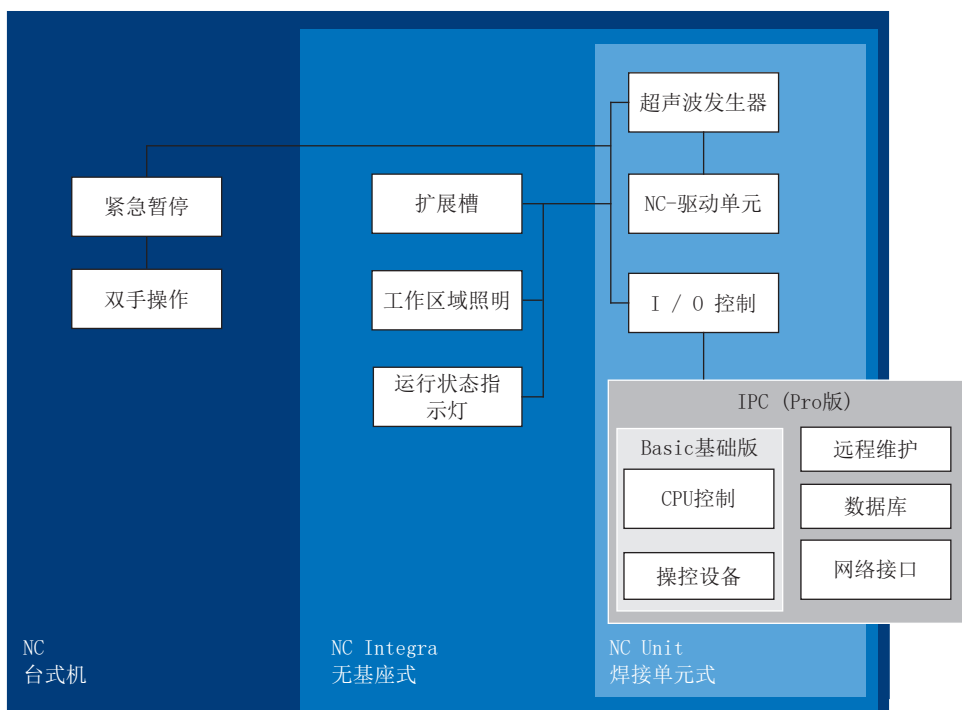 超声波发生器
紧急暂停
扩展槽
NC-驱动单元
双手操作
工作区域照明
I / O 控制
运行状态指
示灯
IPC (Pro版)
Basic基础版
远程维护
CPU控制
数据库
操控设备
网络接口
NC
台式机
NC Integra
无基座式
NC Unit
焊接单元式